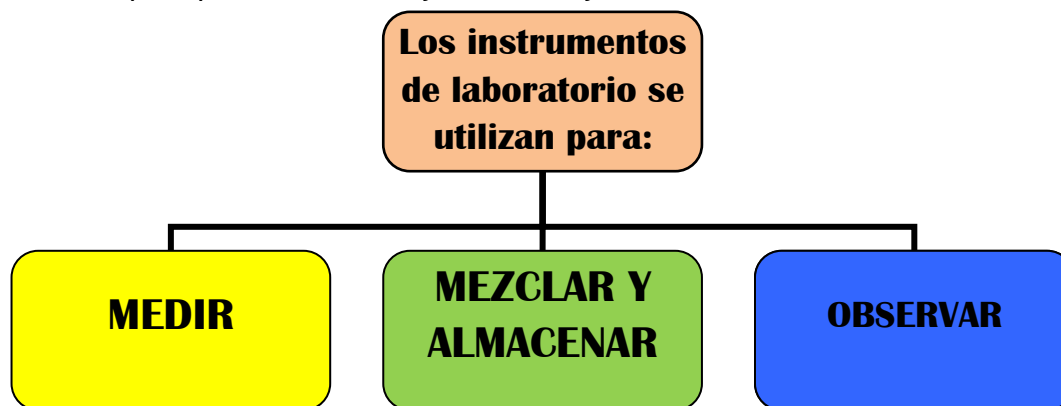 Los instrumentos
de laboratorio se
utilizan para:
MEDIR
MEZCLAR Y
ALMACENAR
OBSERVAR